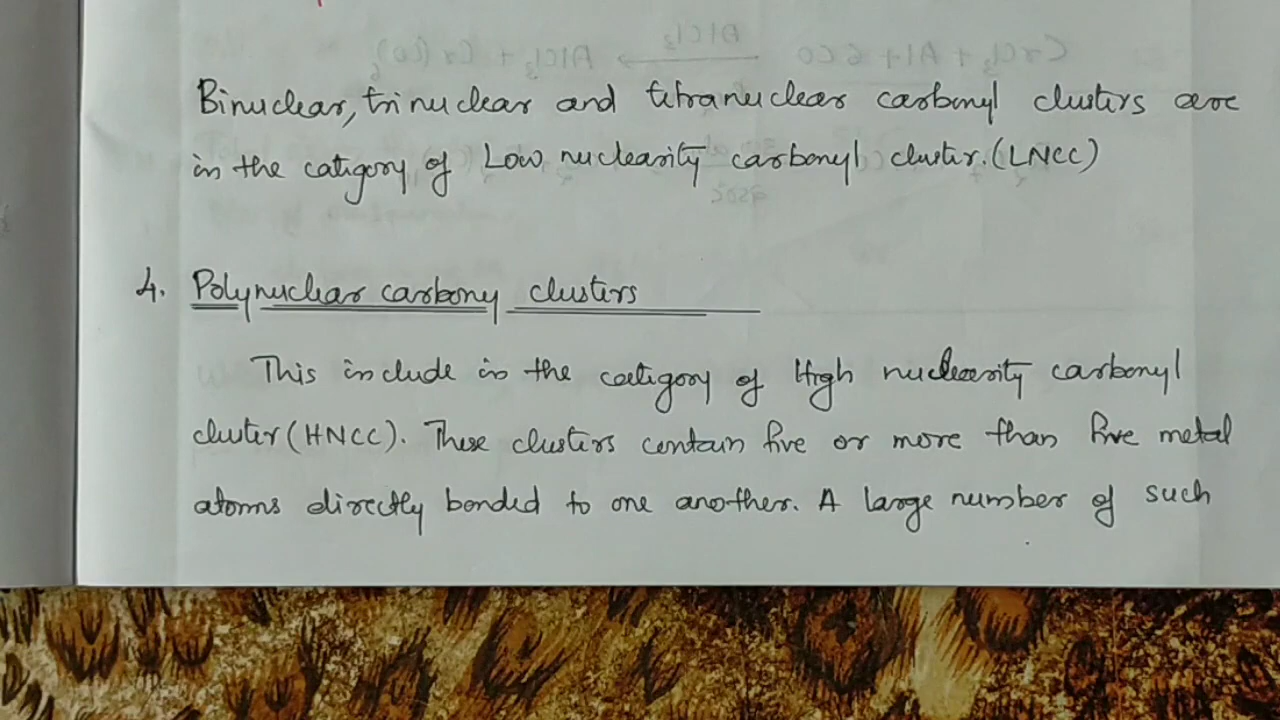 Binuclear, trinuclear and tetranuclear carbonyl clusters are
in the category of Low nuclearity carbonyl cluster. (LNCC)
4. Polynuclear carbony clusters
This include in the category of High nuclearity carbonyl
cluster (HNCC). These clusters contain five or more than five metal
atoms directly bonded to one another. A large number of such